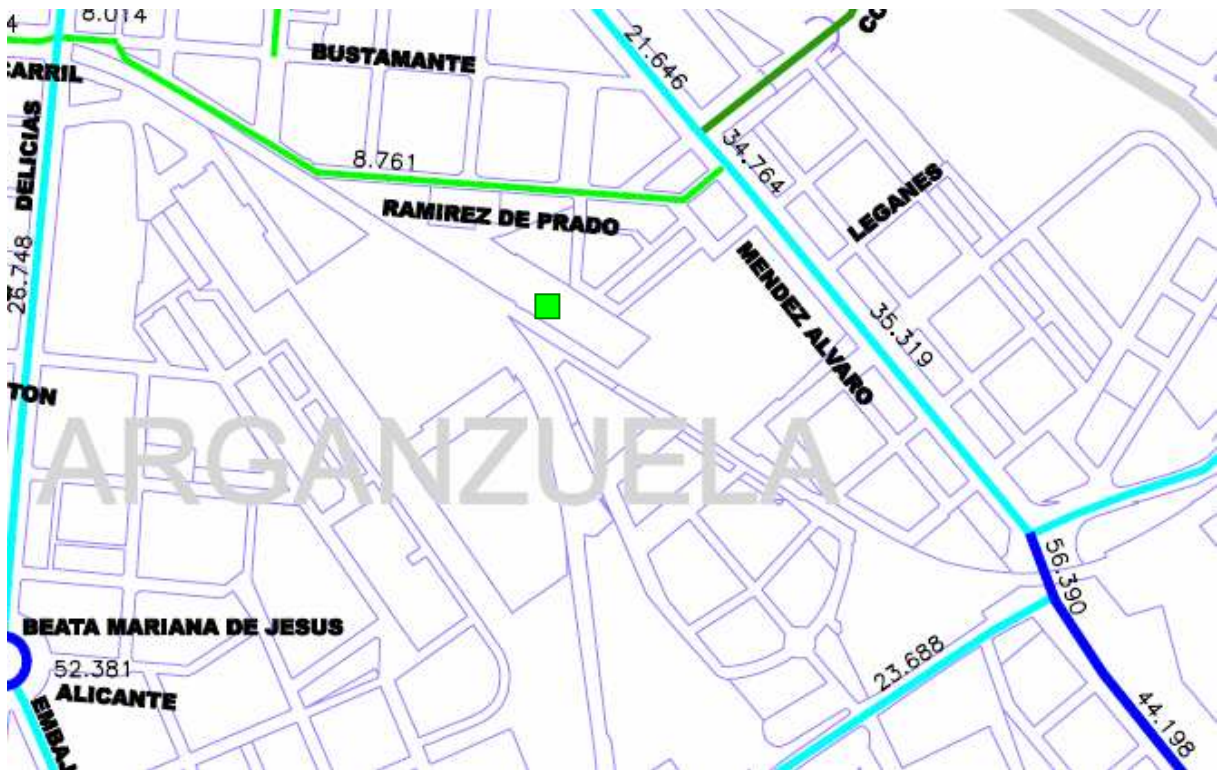 8.014
BUSTAMANTE
21.646
CARRIL
DELICIAS
8.761
34.764
LEGANES
RAMIREZ DE PRADO
26.748
MENDEZ ALVARO
35.319
TON
ARGANZUELA
56.390
BEATA MARIANA DE JESUS
52.381
ALICANTE
23.688
EMBAJ
44.198